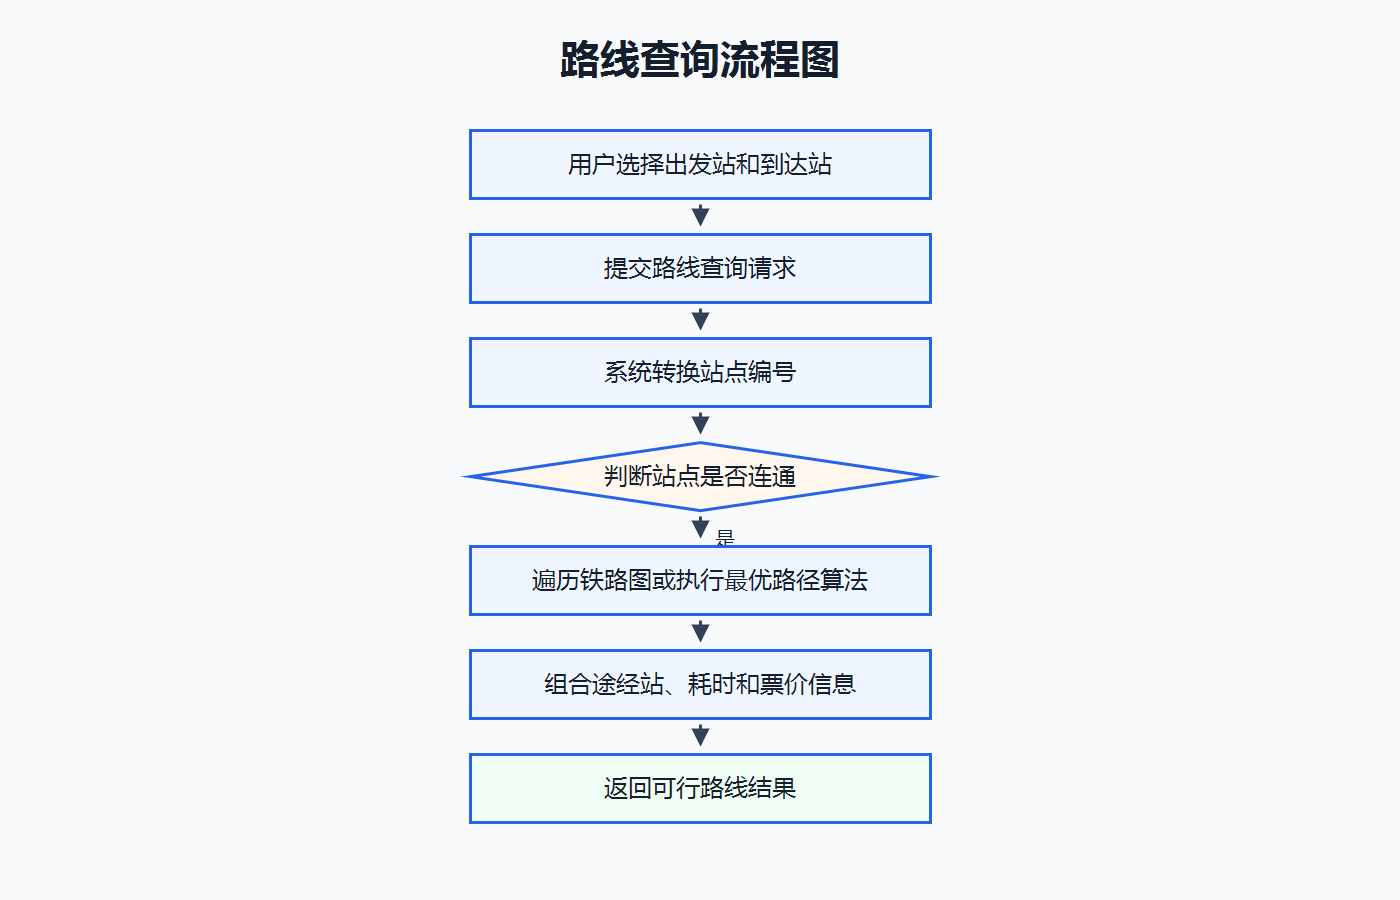 路线查询流程图
用户选择出发站和到达站
提交路线查询请求
系统转换站点编号
判断站点是否连通
是
遍历铁路图或执行最优路径算法
组合途经站、耗时和票价信息
返回可行路线结果